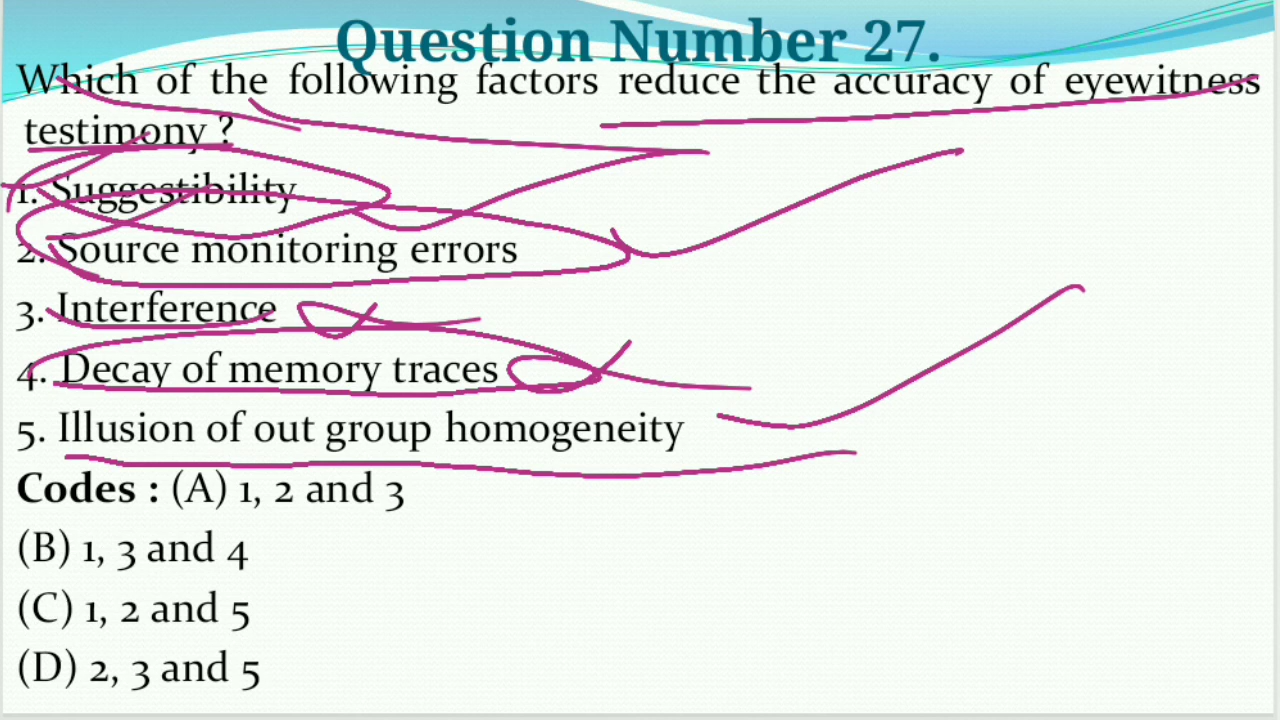 Question Number 27.
Which of the following factors reduce the accuracy of eyewitness
testimony ?
1. Suggestibility
2. Source monitoring errors
3. Interference
4. Decay of memory traces
5. Illusion of out group homogeneity
Codes : (A) 1, 2 and 3
(B) 1, 3 and 4
(C) 1, 2 and 5
(D) 2, 3 and 5